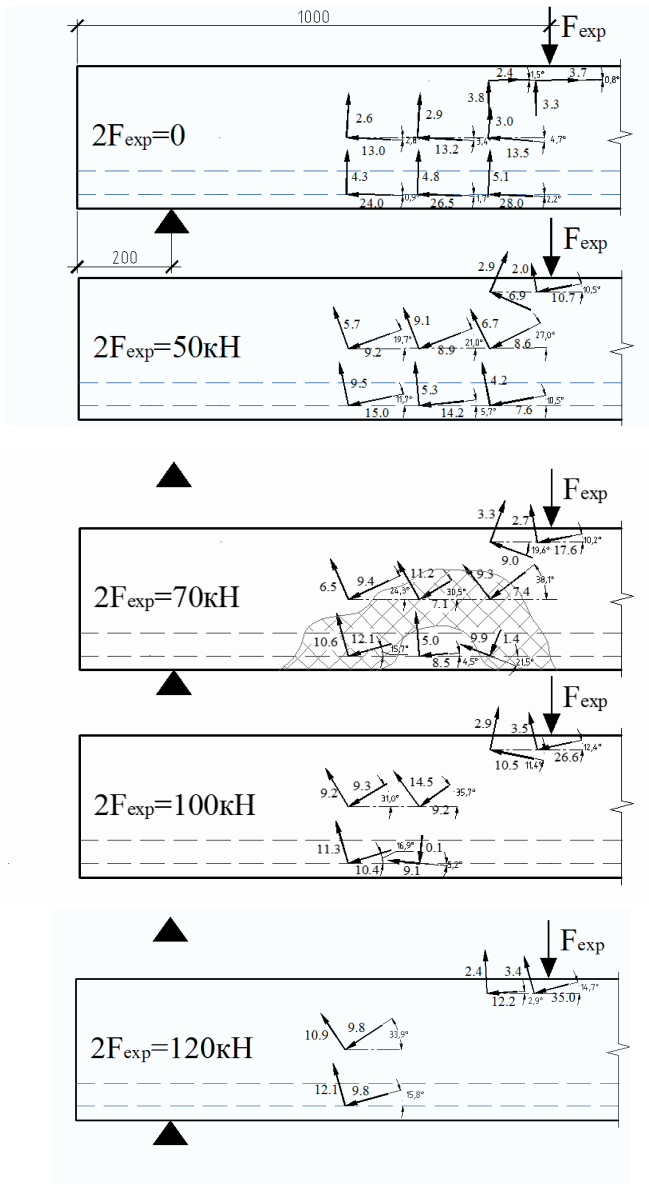 1000
Fexp
2.4 1,5° 3.7 0,8°
3.8 3.3
2.6 2.9 3.0
2Fexp=0
13.0 2,8° 13.2 3,4° 13.5 4,7°
4.3 4.8 5.1
24.0 0,9° 26.5 1,7° 28.0 2,2°
200
Fexp
2.9 2.0
6.9 10.7 10,5°
5.7 9.1 6.7
2Fexp=50кН
9.2 19,7° 8.9 21,0° 8.6 27,0°
9.5 5.3 4.2
15.0 11,7° 14.2 5,7° 7.6 10,5°
Fexp
3.3 2.7
9.0 19,6° 17.6 10,2°
6.5 9.4 11.2 9.3
2Fexp=70кН
24,3° 7.1 30,5° 7.4 38,1°
10.6 12.1 5.0 9.9 1.4
15,7° 8.5 4,5° 21,5°
Fexp
2.9 3.5
10.5 11,4° 26.6 12,4°
9.2 9.3 14.5
2Fexp=100кН
31,0° 9.2 35,7°
11.3 16,9° 0.1
10.4 9.1 5,2°
Fexp
2.4 3.4
12.2 2,9° 35.0 14,7°
10.9 9.8 33,9°
2Fexp=120кН
12.1 9.8 15,8°